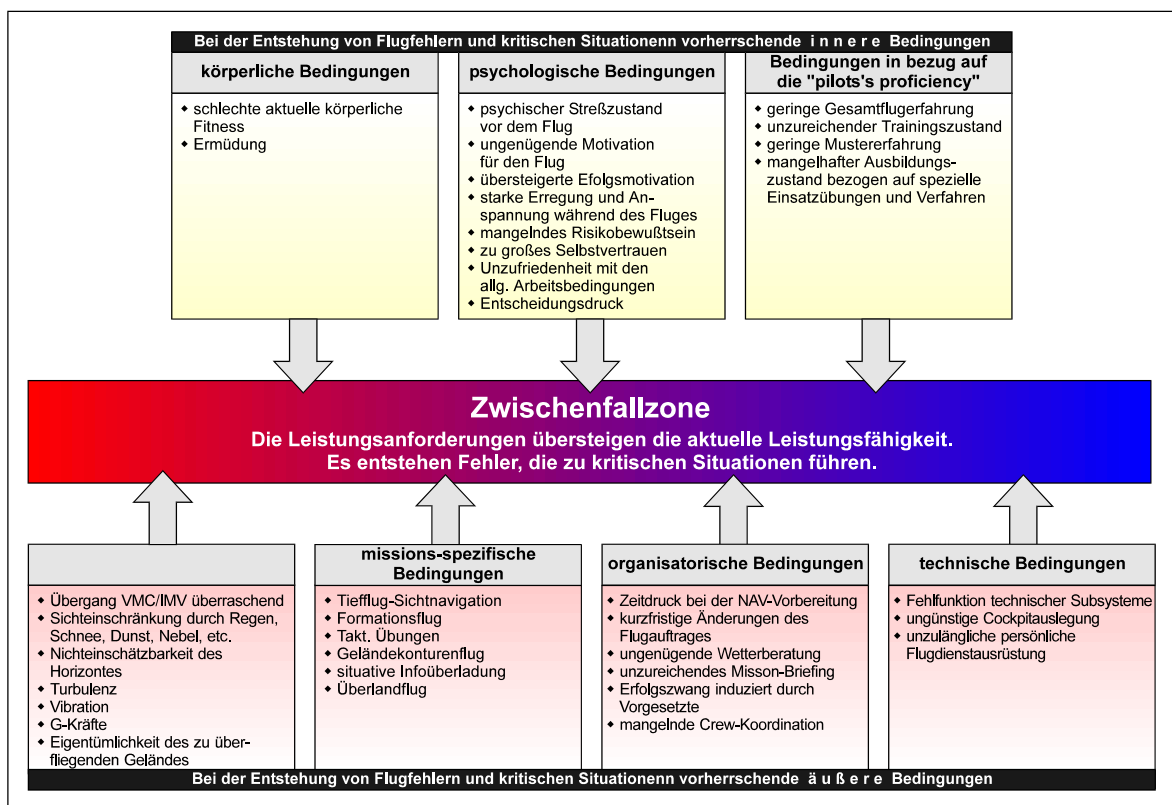 Bei der Entstehung von Flugfehlern und kritischen Situationenn vorherrschende i n n e r e Bedingungen
körperliche Bedingungen
◆ schlechte aktuelle körperliche
Fitness
◆ Ermüdung
psychologische Bedingungen
◆ psychischer Streßzustand
vor dem Flug
◆ ungenügende Motivation
für den Flug
◆ übersteigerte Efolgsmotivation
◆ starke Erregung und An-
spannung während des Fluges
◆ mangelndes Risikobewußtsein
◆ zu großes Selbstvertrauen
◆ Unzufriedenheit mit den
allg. Arbeitsbedingungen
◆ Entscheidungsdruck
Bedingungen in bezug auf
die "pilots's proficiency"
◆ geringe Gesamtflugerfahrung
◆ unzureichender Trainingszustand
◆ geringe Mustererfahrung
◆ mangelhafter Ausbildungs-
zustand bezogen auf spezielle
Einsatzübungen und Verfahren
Zwischenfallzone
Die Leistungsanforderungen übersteigen die aktuelle Leistungsfähigkeit.
Es entstehen Fehler, die zu kritischen Situationen führen.
◆ Übergang VMC/IMV überraschend
◆ Sichteinschränkung durch Regen,
Schnee, Dunst, Nebel, etc.
◆ Nichteinschätzbarkeit des
Horizontes
◆ Turbulenz
◆ Vibration
◆ G-Kräfte
◆ Eigentümlichkeit des zu über-
fliegenden Geländes
missions-spezifische
Bedingungen
◆ Tiefflug-Sichtnavigation
◆ Formationsflug
◆ Takt. Übungen
◆ Geländekonturenflug
◆ situative Infoüberladung
◆ Überlandflug
organisatorische Bedingungen
◆ Zeitdruck bei der NAV-Vorbereitung
◆ kurzfristige Änderungen des
Flugauftrages
◆ ungenügende Wetterberatung
◆ unzureichendes Misson-Briefing
◆ Erfolgszwang induziert durch
Vorgesetzte
◆ mangelnde Crew-Koordination
technische Bedingungen
◆ Fehlfunktion technischer Subsysteme
◆ ungünstige Cockpitauslegung
◆ unzulängliche persönliche
Flugdienstausrüstung
Bei der Entstehung von Flugfehlern und kritischen Situationenn vorherrschende ä u ß e r e Bedingungen